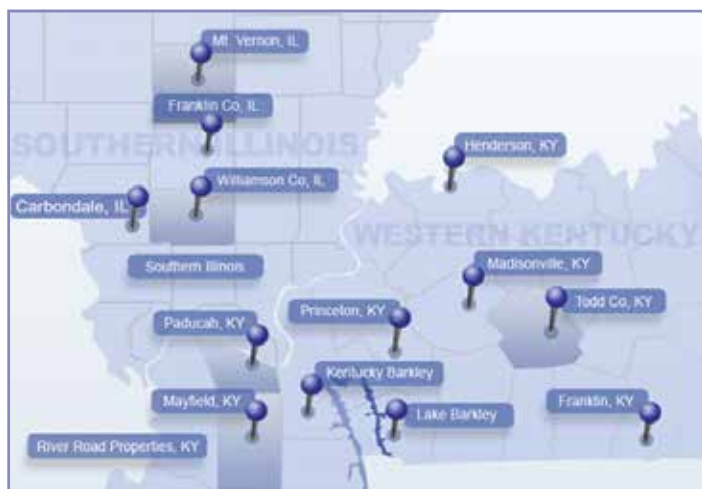 Mt. Vernon, IL
Franklin Co, IL
SOUTHERN ILLINOIS
Henderson, KY
Williamson Co, IL
Carbondale, IL
WESTERN KENTUCKY
Southern Illinois
Madisonville, KY
Todd Co, KY
Princeton, KY
Paducah, KY
Kentucky Barkley
Mayfield, KY
Lake Barkley
Franklin, KY
River Road Properties, KY